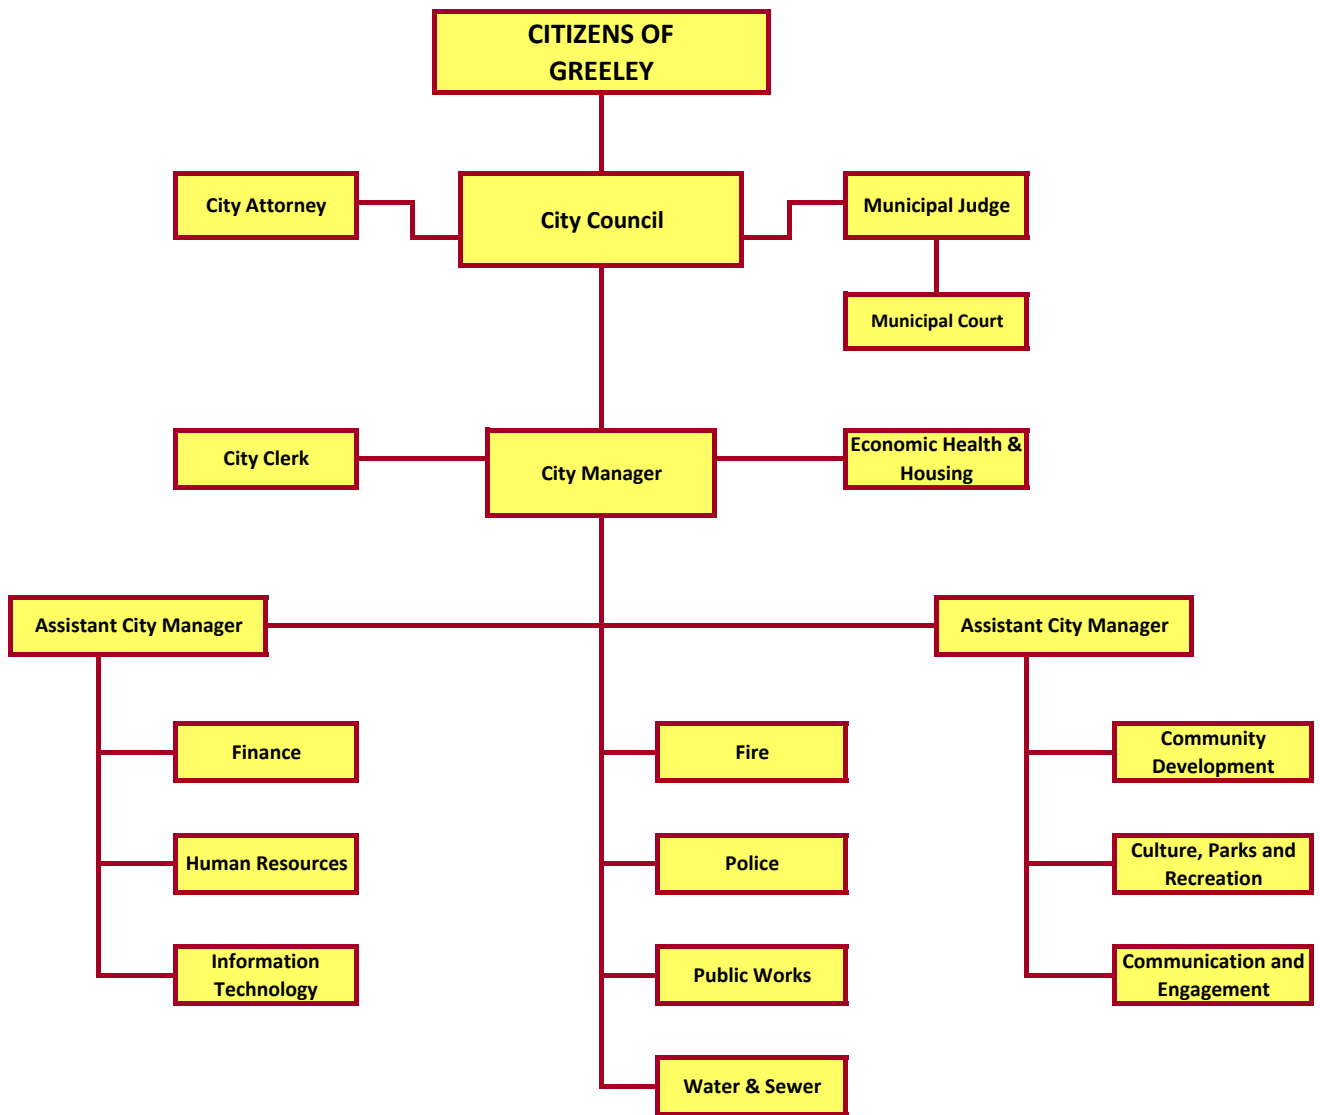 CITIZENS OF
GREELEY
City Attorney
City Council
Municipal Judge
Municipal Court
City Clerk
City Manager
Economic Health &
Housing
Assistant City Manager
Assistant City Manager
Finance
Fire
Community
Development
Human Resources
Police
Culture, Parks and
Recreation
Information
Technology
Public Works
Communication and
Engagement
Water & Sewer